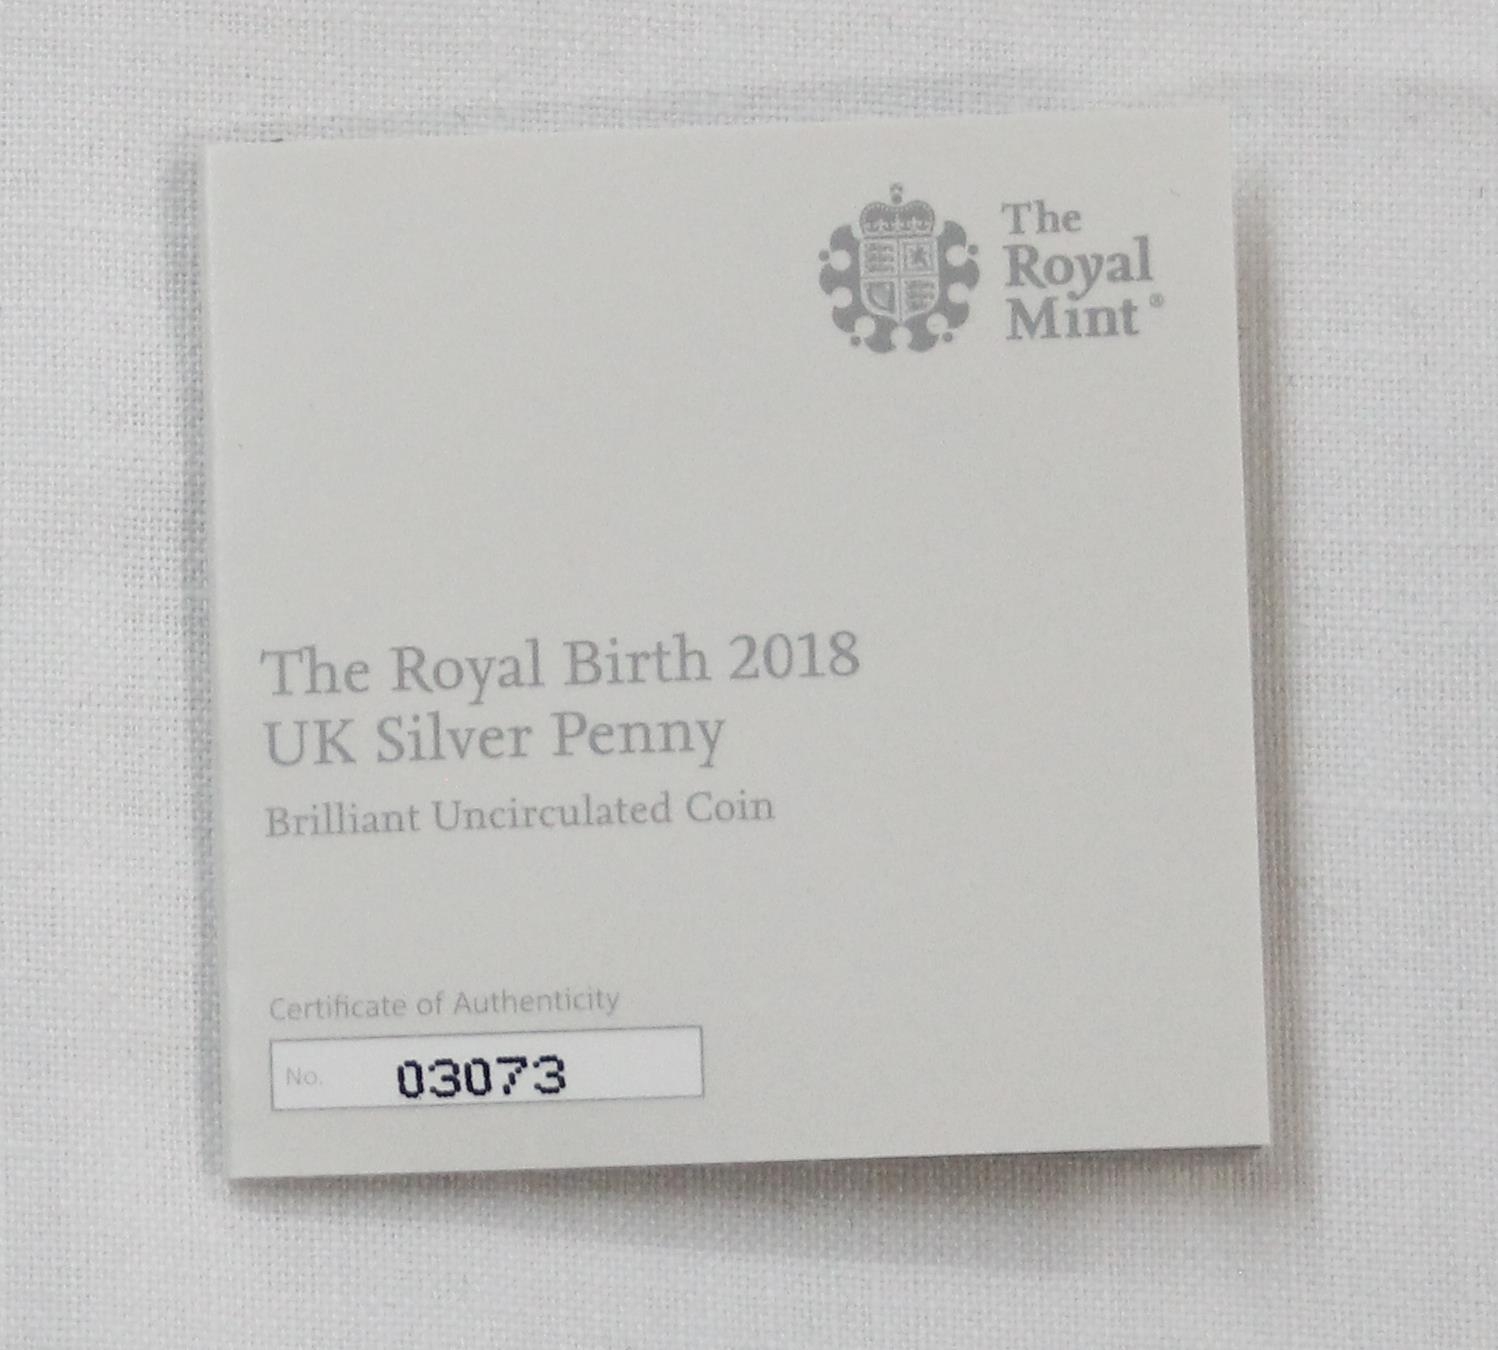 The
Royal
Mint®
The Royal Birth 2018
UK Silver Penny
Brilliant Uncirculated Coin
Certificate of Authenticity
No. 03073